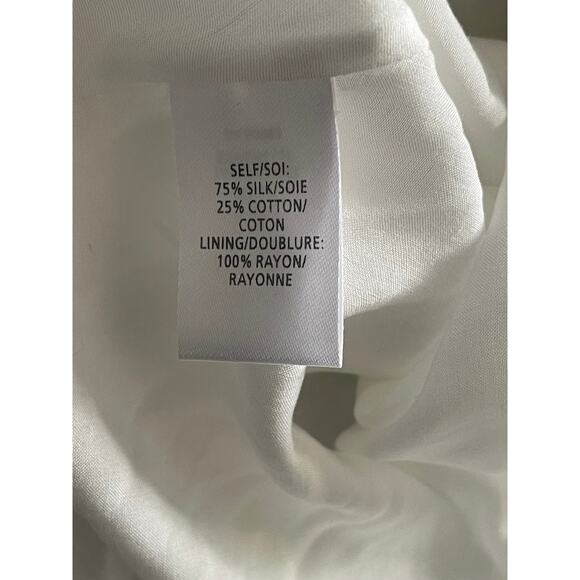 SELF/SOI:
75% SILK/SOIE
25% COTTON/
COTON
LINING/DOUBLURE:
100% RAYON/
RAYONNE